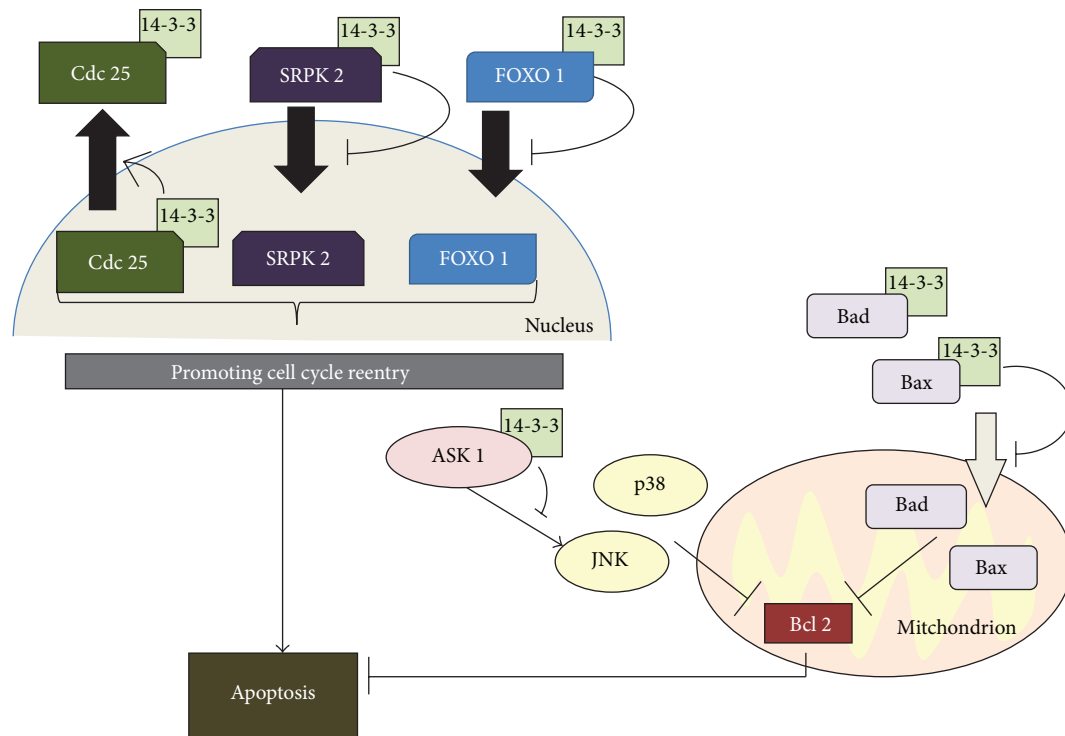 14-3-3
Cdc 25
14-3-3
SRPK 2
14-3-3
FOXO 1
14-3-3
Cdc 25
SRPK 2
FOXO 1
Nucleus
Promoting cell cycle reentry
14-3-3
Bad
14-3-3
Bax
14-3-3
ASK 1
p38
JNK
Bad
Bax
Bcl 2
Mitchondrion
Apoptosis